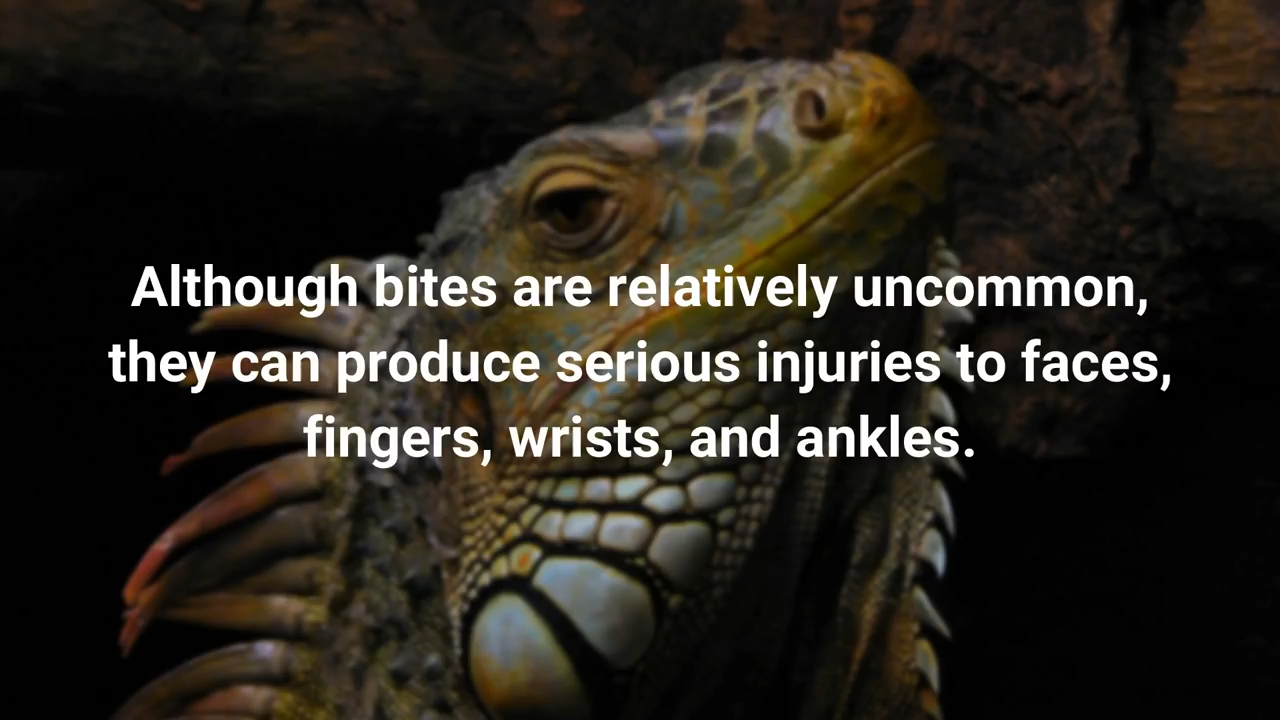 Although bites are relatively uncommon,
they can produce serious injuries to faces,
fingers, wrists, and ankles.